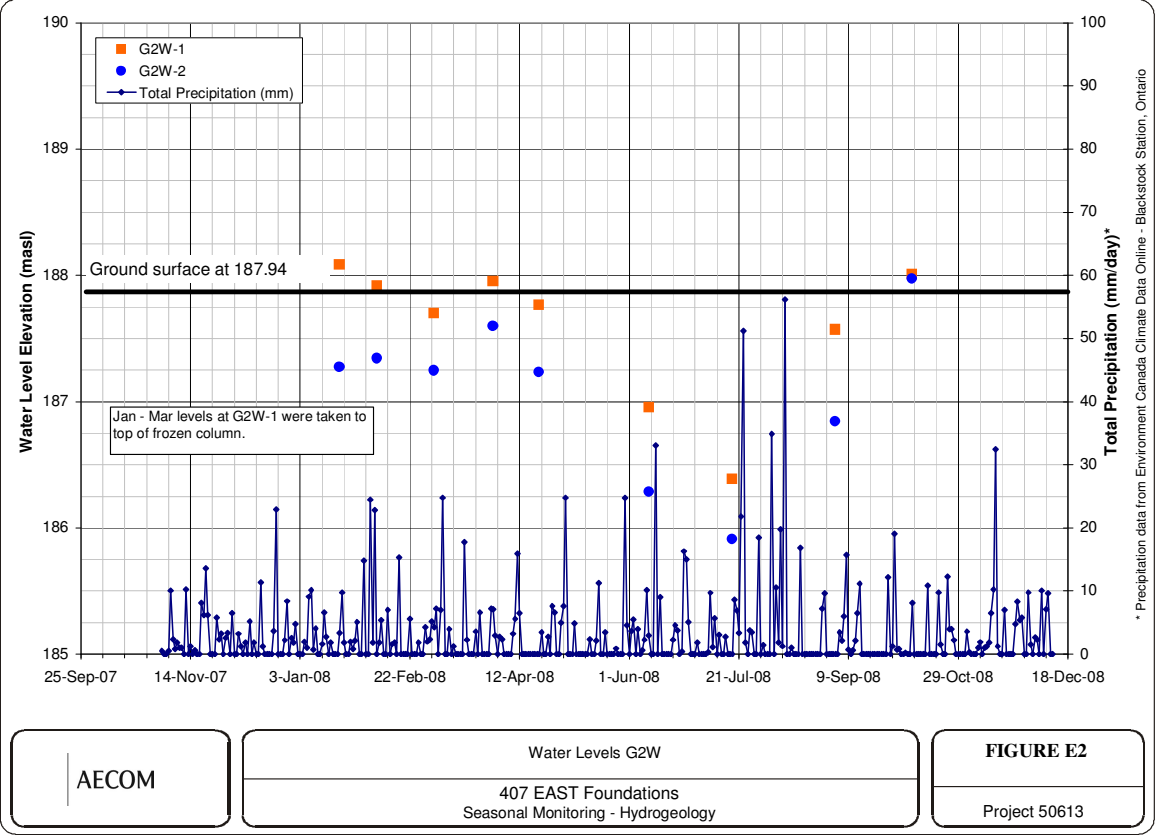 190
189
188
187
186
185
Water Level Elevation (masl)
G2W-1
G2W-2
Total Precipitation (mm)
Ground surface at 187.94
Jan - Mar levels at G2W-1 were taken to
top of frozen column.
100
90
80
70
60
50
40
30
20
10
0
Total Precipitation (mm/day)*
* Precipitation data from Environment Canada Climate Data Online - Blackstock Station, Ontario
25-Sep-07 14-Nov-07 3-Jan-08 22-Feb-08 12-Apr-08 1-Jun-08 21-Jul-08 9-Sep-08 29-Oct-08 18-Dec-08
AECOM
Water Levels G2W
407 EAST Foundations
Seasonal Monitoring - Hydrogeology
FIGURE E2
Project 50613